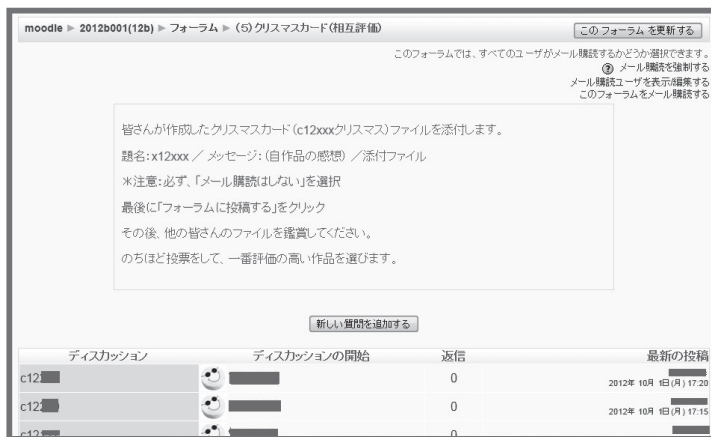 moodle ► 2012b001(12b) ► フォーラム ► (5)クリスマスカード(相互評価)
この フォーラム を更新する
このフォーラムでは、すべてのユーザがメール購読するかどうか選択できます。
メール購読を強制する
メール購読ユーザを表示/編集する
このフォーラムをメール購読する
皆さんが作成したクリスマスカード(c12xxxクリスマス)ファイルを添付します。
題名:x12xxx / メッセージ:(自作品の感想) /添付ファイル
*注意:必ず、「メール購読はしない」を選択
最後に「フォーラムに投稿する」をクリック
その後、他の皆さんのファイルを鑑賞してください。
のちほど投票をして、一番評価の高い作品を選びます。
新しい質問を追加する
ディスカッション ディスカッションの開始 返信 最新の投稿
c12 0
2012年 10月 1日(月) 17:20
c12 0
2012年 10月 1日(月) 17:15
c12 0